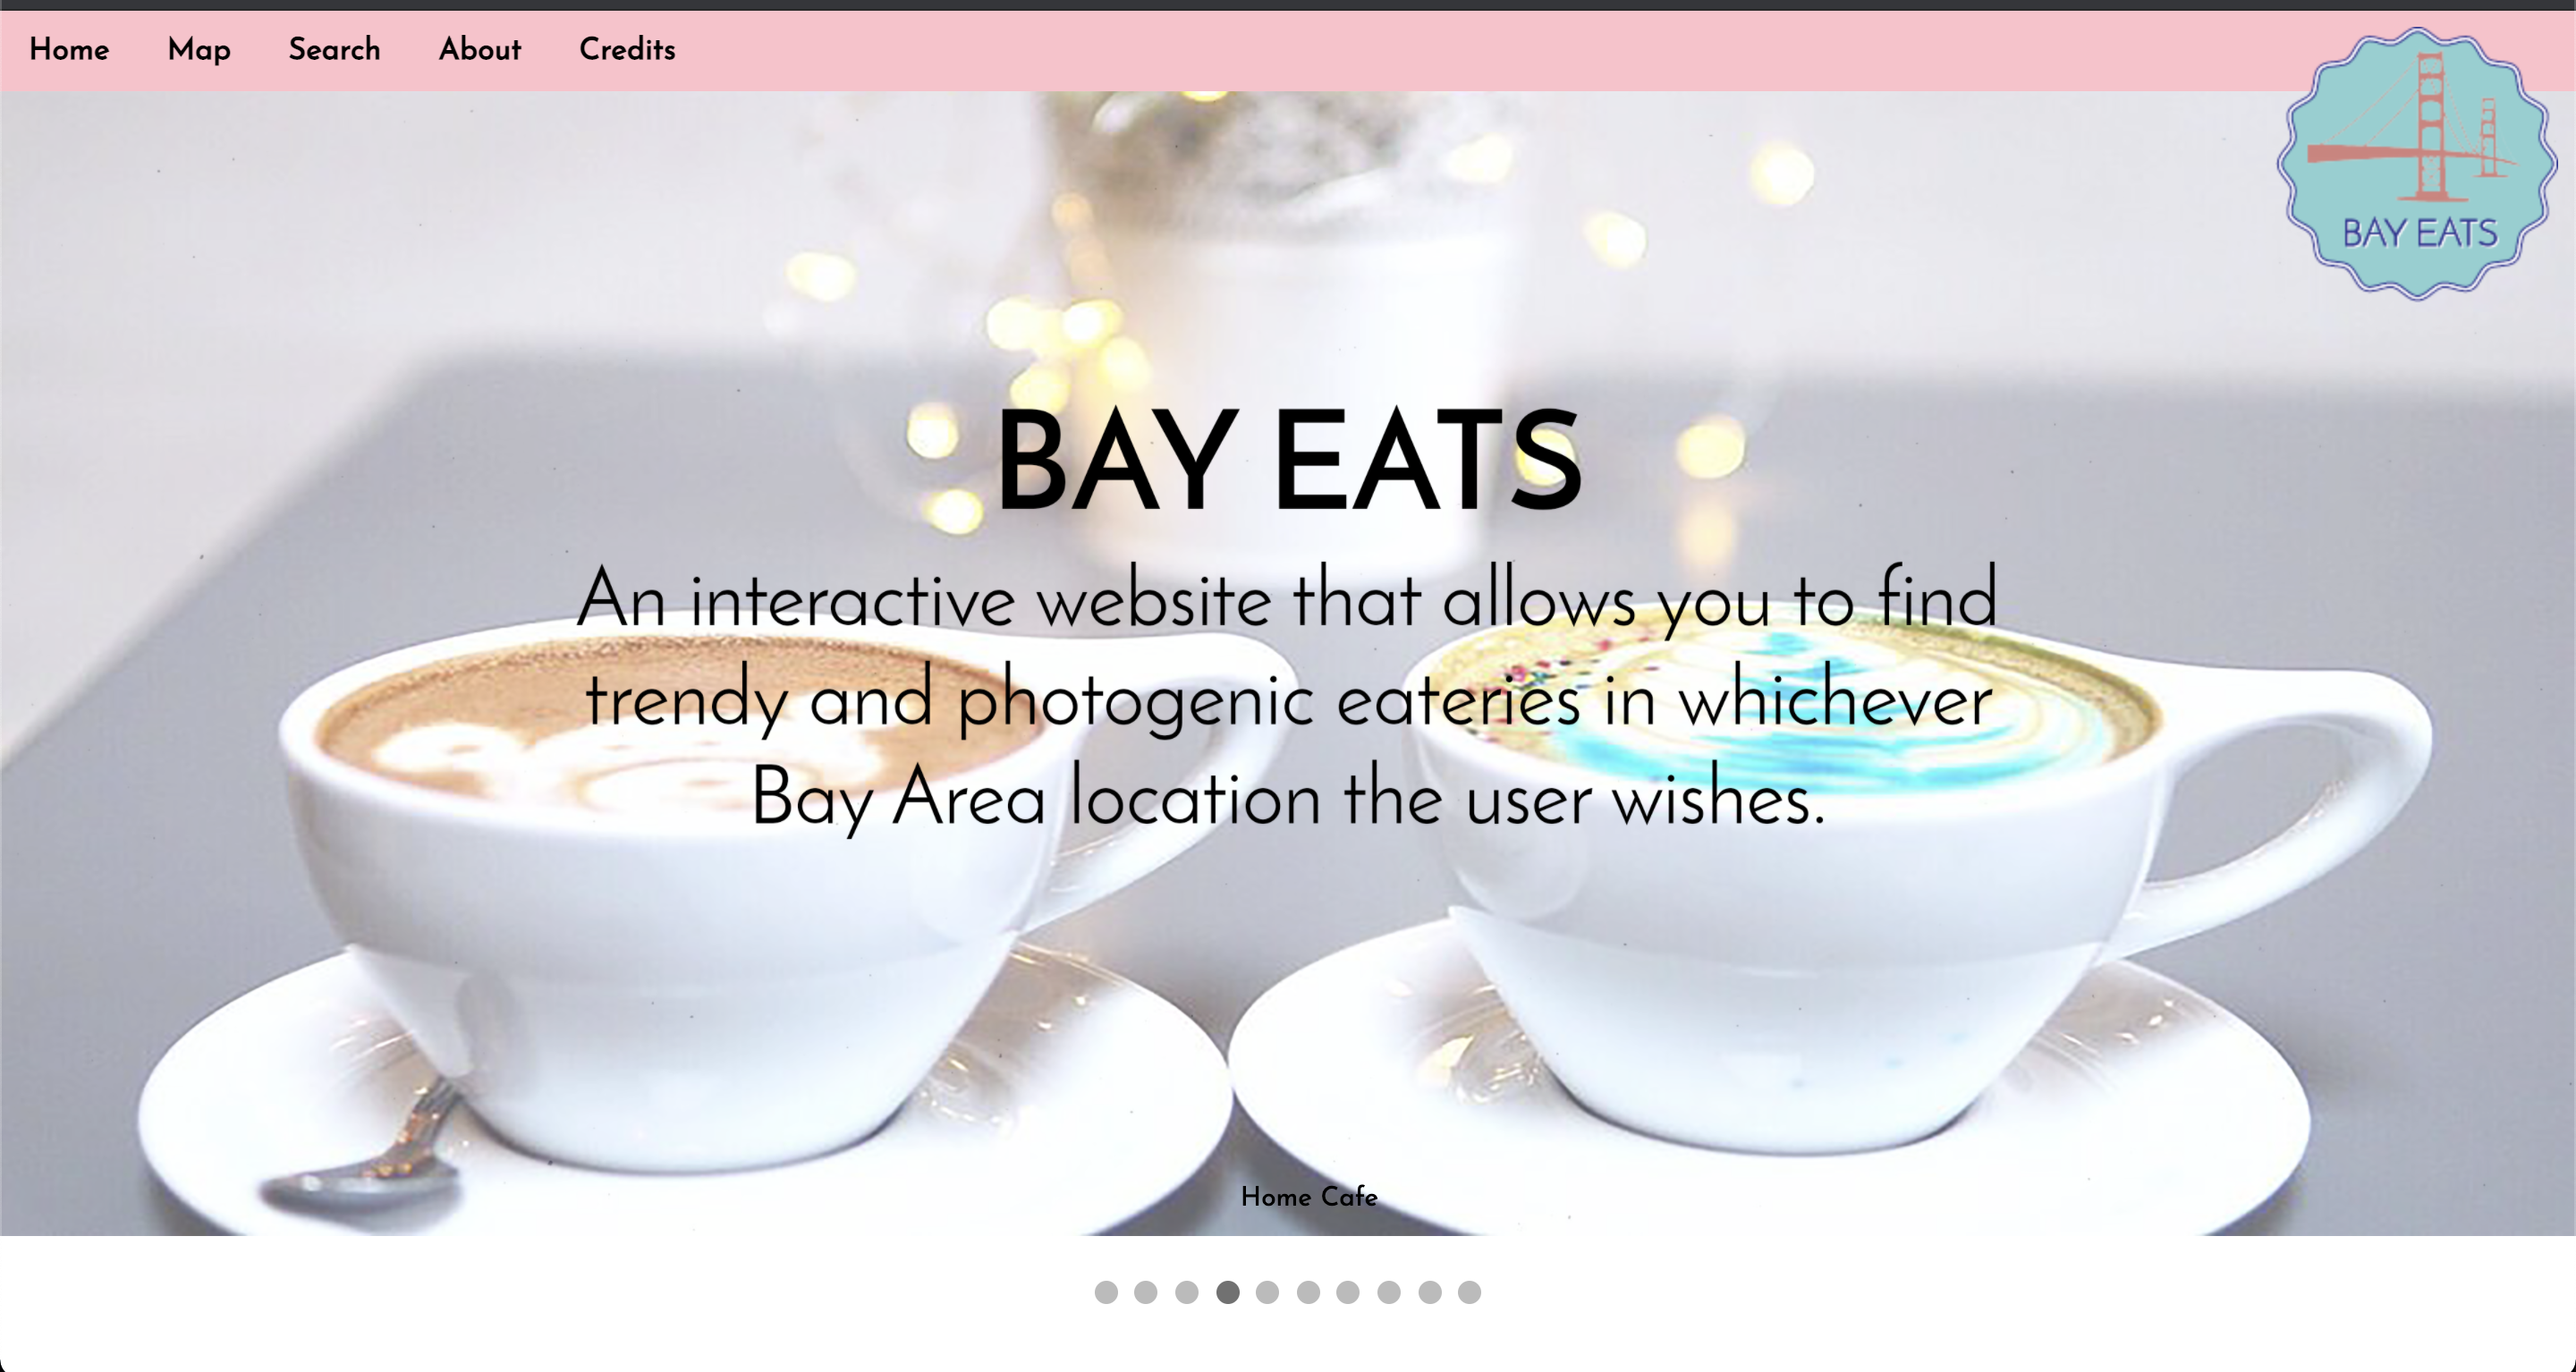 Home Map Search About Credits
BAY EATS
BAY EATS
An interactive website that allows you to find
trendy and photogenic eateries in whichever
Bay Area location the user wishes.
Home Cafe